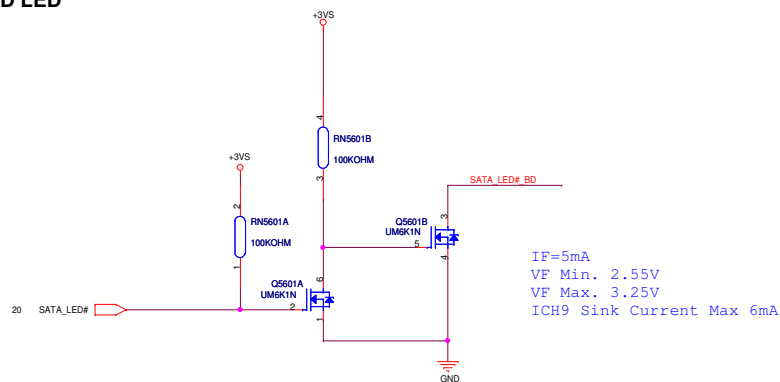 D LED
+3VS
4
RN5601B
100KOHM
3
+3VS
2
RN5601A
100KOHM
1
SATA_LED#_BD
3
Q5601B
UM6K1N
5
4
6
Q5601A
UM6K1N
2
1
20 SATA_LED#
GND
IF=5mA
VF Min. 2.55V
VF Max. 3.25V
ICH9 Sink Current Max 6mA